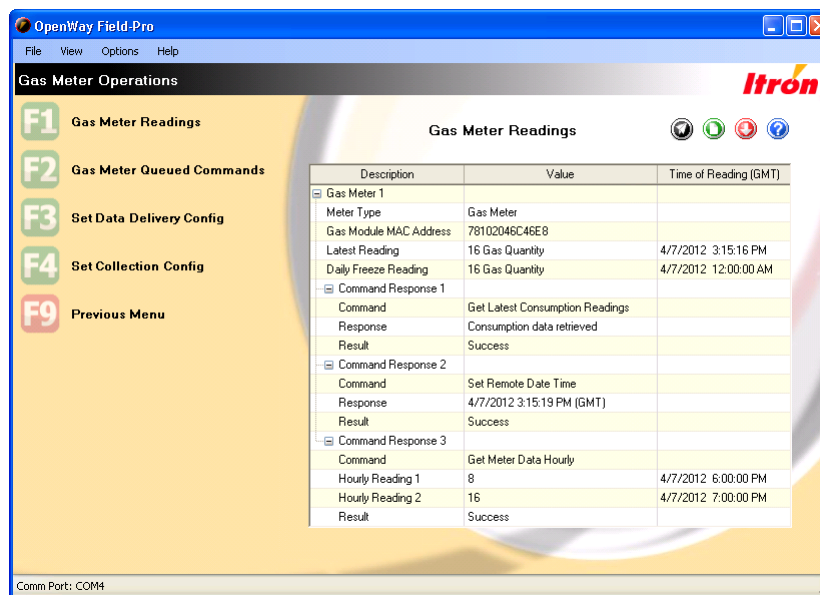 OpenWay Field-Pro
File View Options Help
Gas Meter Operations
Itron
F1 Gas Meter Readings
F2 Gas Meter Queued Commands
F3 Set Data Delivery Config
F4 Set Collection Config
F9 Previous Menu
Gas Meter Readings
Description Value Time of Reading (GMT)
Gas Meter 1
Meter Type Gas Meter
Gas Module MAC Address 78102046C46E8
Latest Reading 16 Gas Quantity 4/7/2012 3:15:16 PM
Daily Freeze Reading 16 Gas Quantity 4/7/2012 12:00:00 AM
Command Response 1
Command Get Latest Consumption Readings
Response Consumption data retrieved
Result Success
Command Response 2
Command Set Remote Date Time
Response 4/7/2012 3:15:19 PM (GMT)
Result Success
Command Response 3
Command Get Meter Data Hourly
Hourly Reading 1 8 4/7/2012 6:00:00 PM
Hourly Reading 2 16 4/7/2012 7:00:00 PM
Result Success
Comm Port: COM4